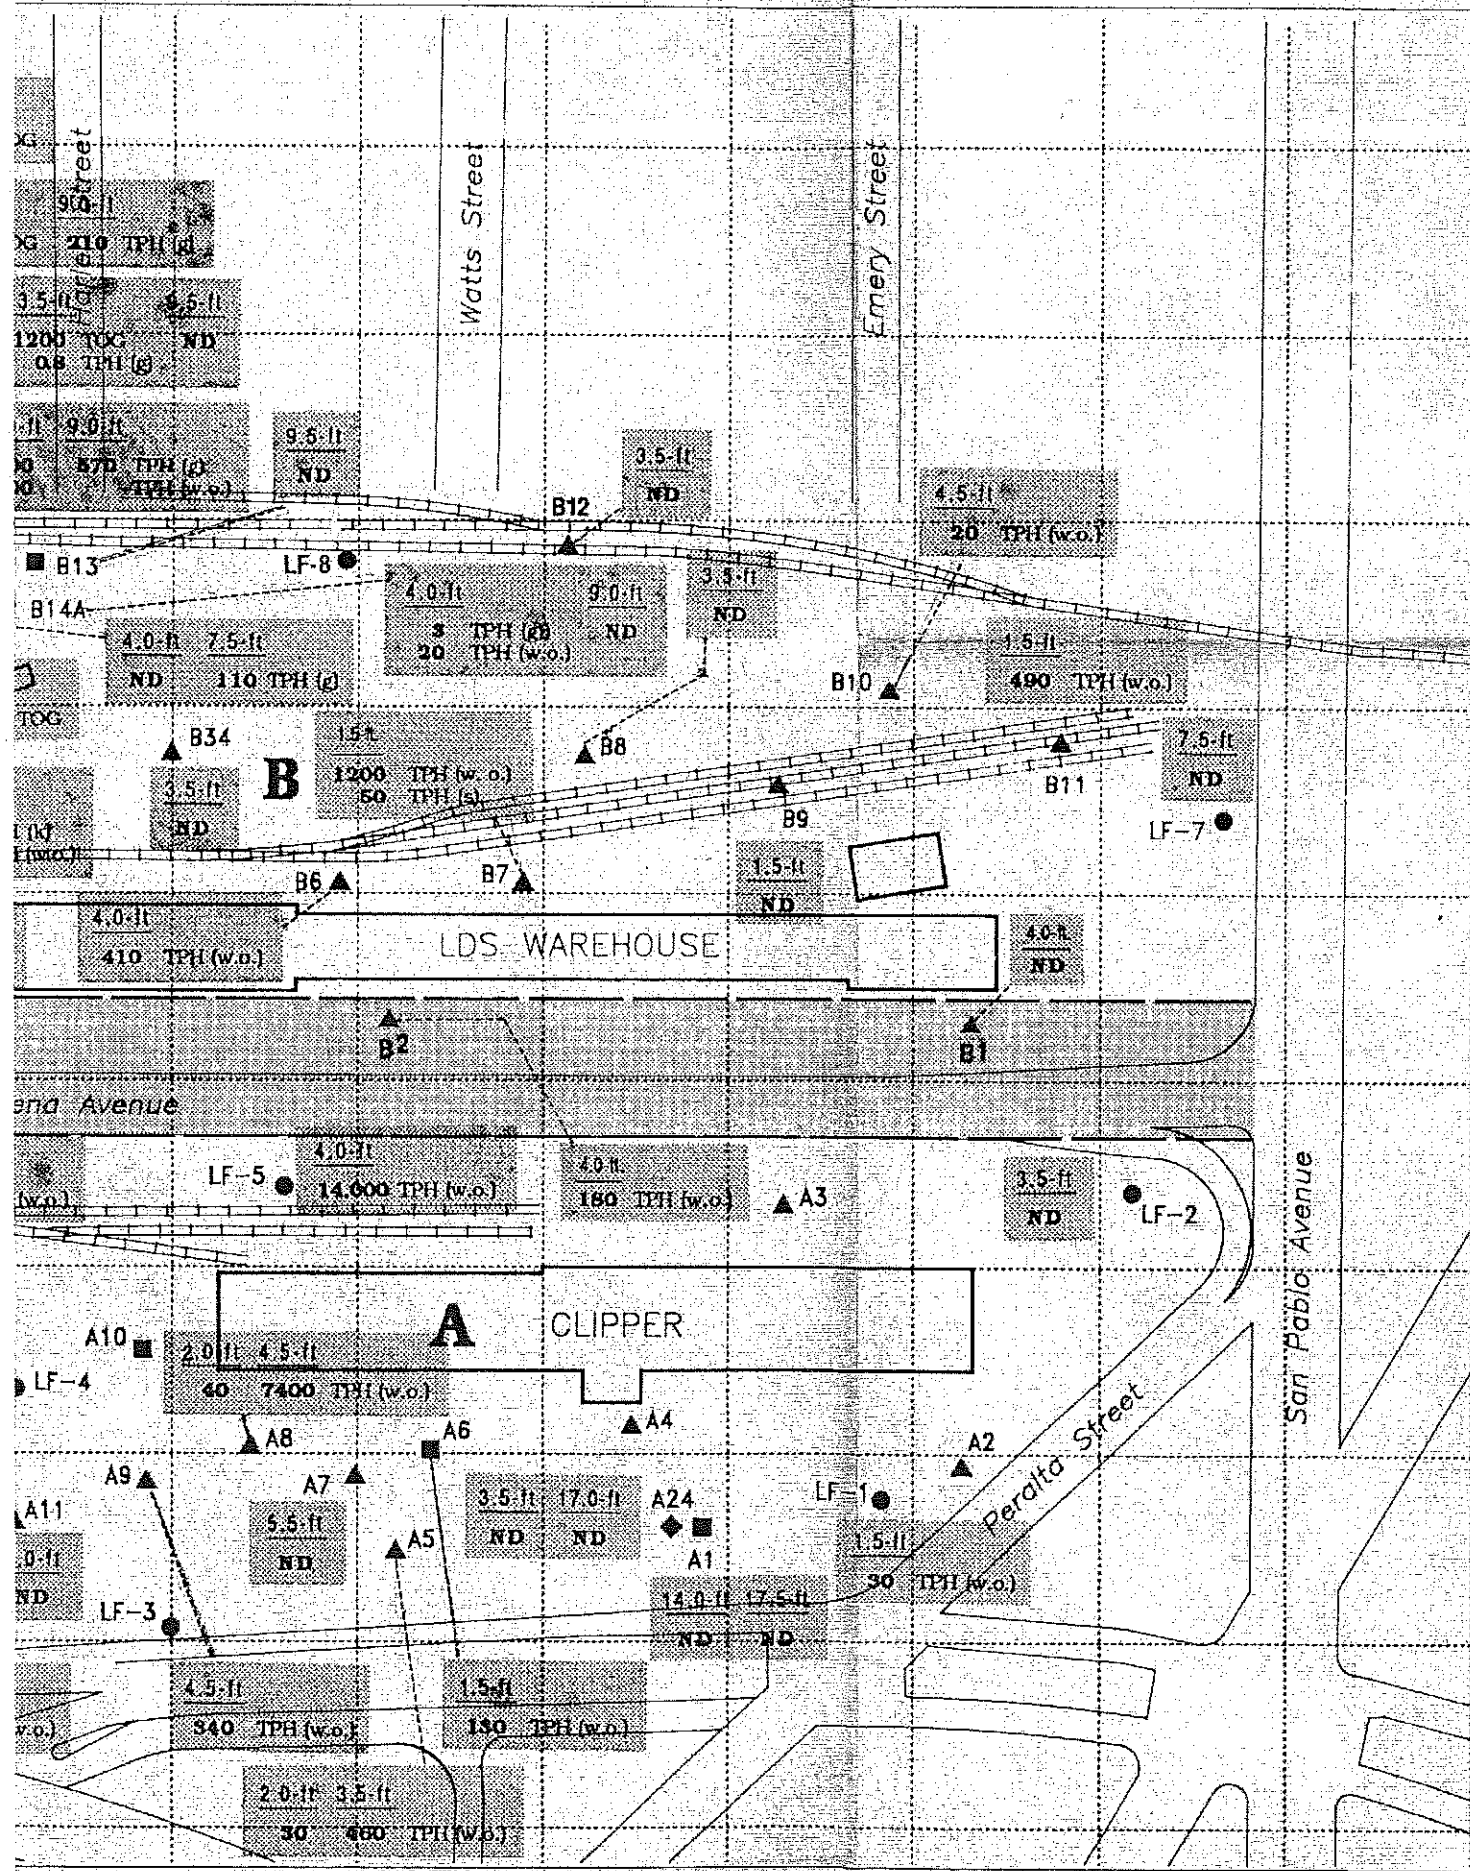 Watts Street
Emery Street
210 TPH (g)
3.5-ft
1200 TOG ND
0.8 TPH (g)
9.0-ft
570 TPH (g)
TPH (w.o.)
9.5-ft
ND
3.5-ft
ND
B12
4.5-ft
20 TPH (w.o.)
B13
LF-8
B14A
4.0-ft 9.0-ft
3 TPH (g) ND
20 TPH (w.o.)
3.5-ft
ND
4.0-ft 7.5-ft
ND 110 TPH (g)
B10
1.5-ft
490 TPH (w.o.)
TOG
B34
B
1.5 ft.
1200 TPH (w. o.)
50 TPH (s)
B8
7.5-ft
ND
3.5-ft
ND
B11
B9
LF-7
B6
B7
1.5-ft
ND
4.0-ft
410 TPH (w.o.)
LDS WAREHOUSE
4.0 ft.
ND
B2
B1
Avenue
(w.o.)
LF-5
4.0-ft
14,000 TPH (w.o.)
4.0 ft.
180 TPH (w.o.)
A3
3.5-ft
ND
LF-2
San Pablo Avenue
A
CLIPPER
A10
2.0-ft 4.5-ft
40 7400 TPH (w.o.)
LF-4
A4
A8
A6
A2
Peralta Street
A9
A7
LF-1
A11
3.5-ft 17.0-ft
ND ND
A24
5.5-ft
ND
A5
A1
1.5-ft
30 TPH (w.o.)
ND
LF-3
14.0-ft 17.5-ft
ND ND
4.5-ft
340 TPH (w.o.)
1.5-ft
130 TPH (w.o.)
2.0-ft 3.5-ft
30 460 TPH (w.o.)